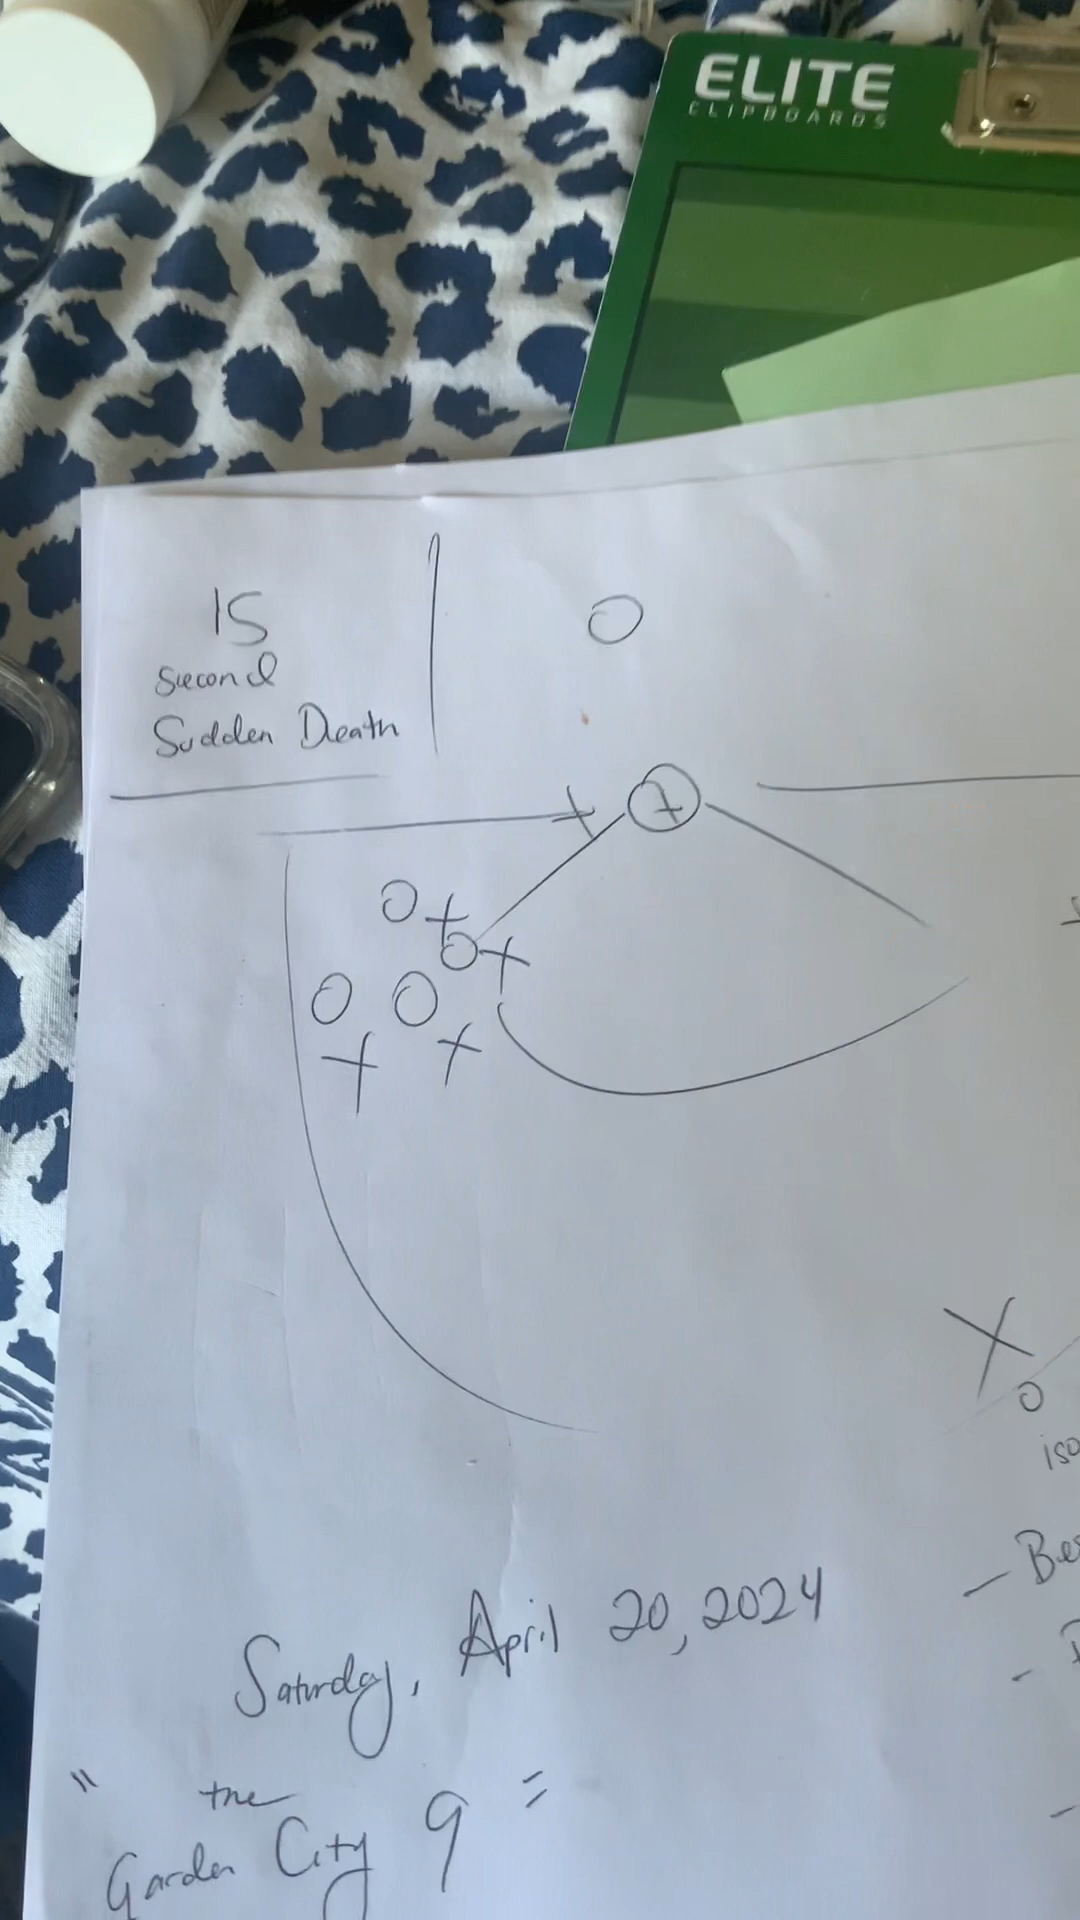 ELITE
CLIPBOARDS
15
second
Sudden Death
O
+
+
O +
O +
O O
+ +
X
O
Saturday, April 20, 2024
" the
Garden City 9 "